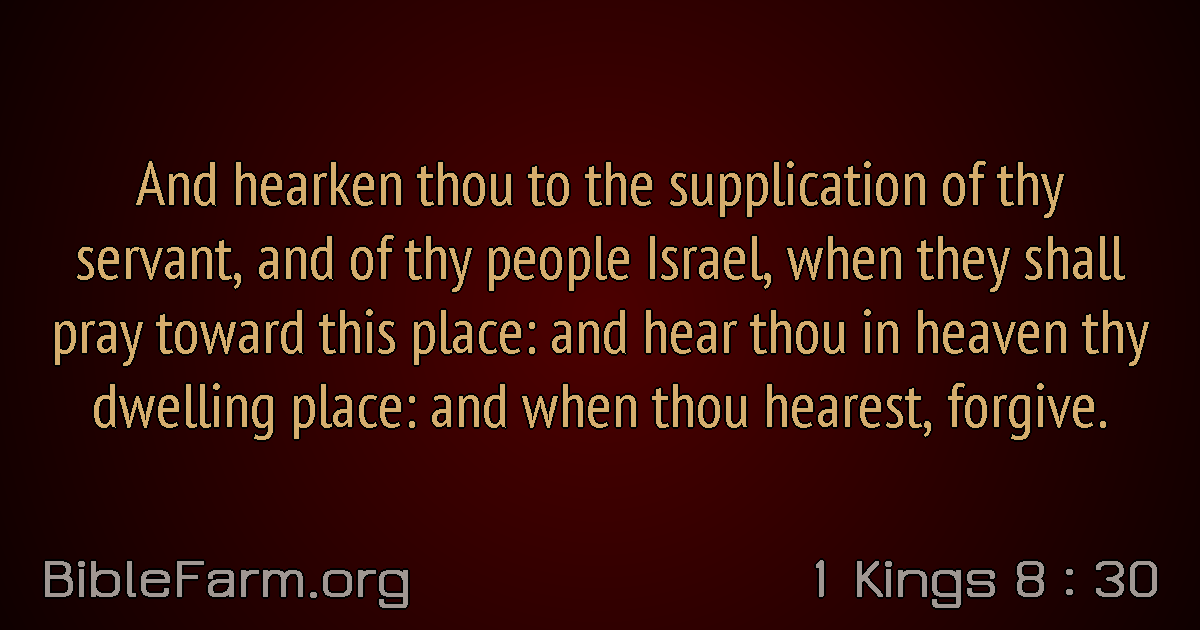 And hearken thou to the supplication of thy
servant, and of thy people Israel, when they shall
pray toward this place: and hear thou in heaven thy
dwelling place: and when thou hearest, forgive.
BibleFarm.org
1 Kings 8 : 30